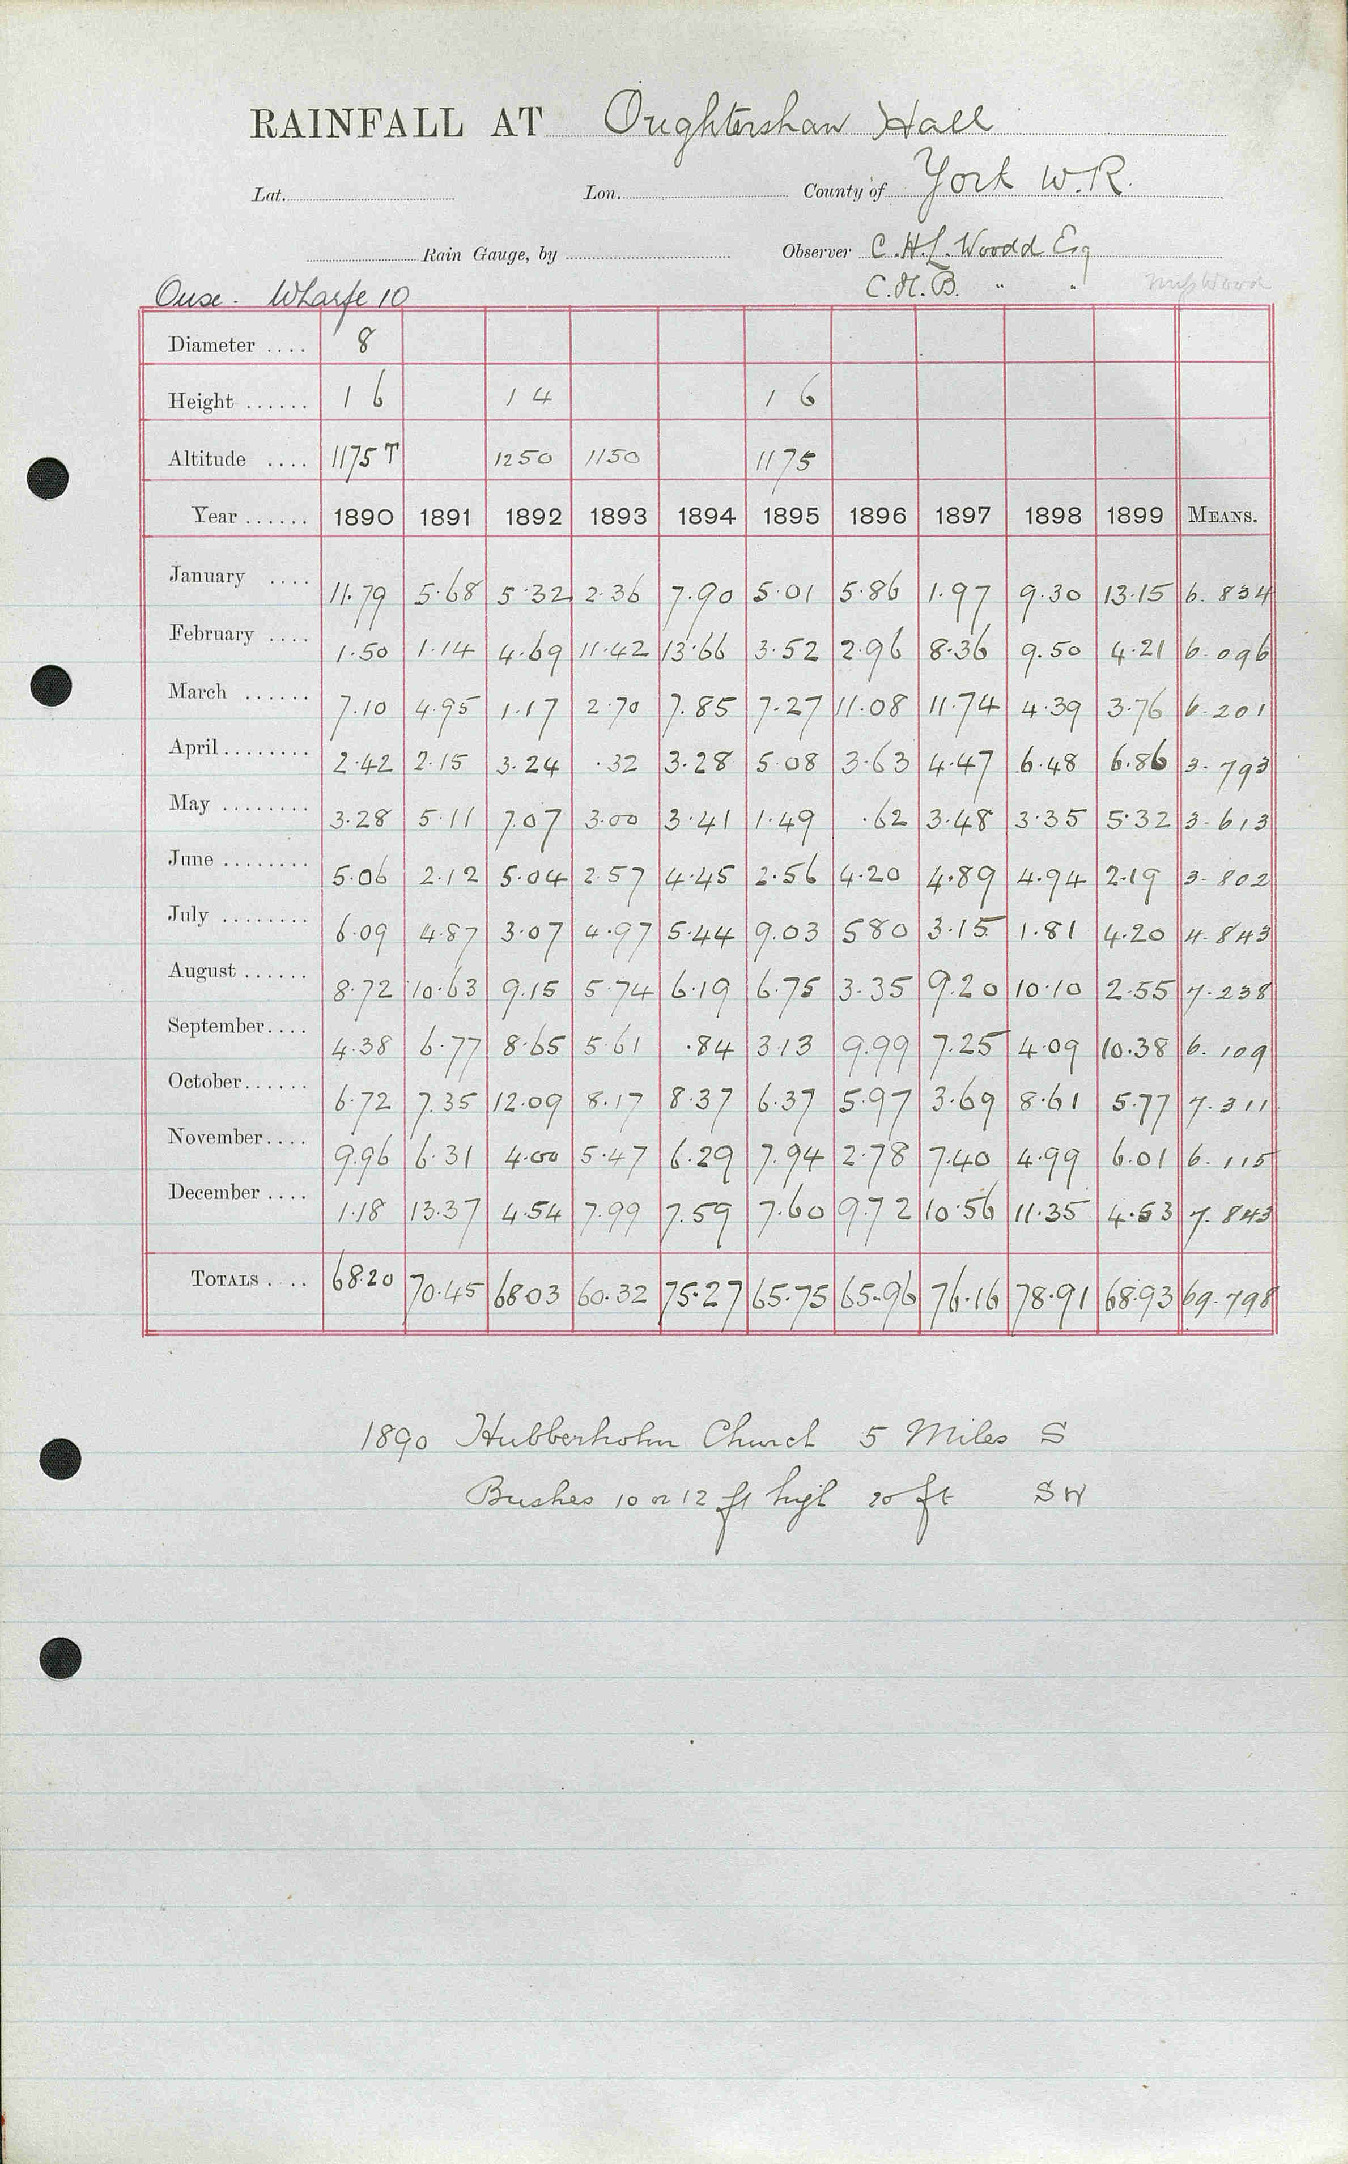 RAINFALL AT Oughtershaw Hall
Lat. Lon. County of York W.R.
Rain Gauge, by Observer C.H.L. Woodd Esq
Ouse. Wharfe 10 C.H.B. " " Miss Woodd
Diameter .... 8
Height ...... 1 6 1 4 1 6
Altitude .... 1175 T 1250 1150 1175
Year ...... 1890 1891 1892 1893 1894 1895 1896 1897 1898 1899 MEANS.
January .... 11.79 5.68 5.32 2.36 7.90 5.01 5.86 1.97 9.30 13.15 6.834
February .... 1.50 1.14 4.69 11.42 13.66 3.52 2.96 8.36 9.50 4.21 6.096
March ...... 7.10 4.95 1.17 2.70 7.85 7.27 11.08 11.74 4.39 3.76 6.201
April........ 2.42 2.15 3.24 .32 3.28 5.08 3.63 4.47 6.48 6.86 3.793
May ........ 3.28 5.11 7.07 3.00 3.41 1.49 .62 3.48 3.35 5.32 3.613
June ........ 5.06 2.12 5.04 2.57 4.45 2.56 4.20 4.89 4.94 2.19 3.802
July ........ 6.09 4.87 3.07 4.97 5.44 9.03 580 3.15 1.81 4.20 4.843
August ...... 8.72 10.63 9.15 5.74 6.19 6.75 3.35 9.20 10.10 2.55 7.238
September.... 4.38 6.77 8.65 5.61 .84 3.13 9.99 7.25 4.09 10.38 6.109
October...... 6.72 7.35 12.09 8.17 8.37 6.37 5.97 3.69 8.61 5.77 7.311
November.... 9.96 6.31 4.00 5.47 6.29 7.94 2.78 7.40 4.99 6.01 6.115
December .... 1.18 13.37 4.54 7.99 7.59 7.60 9.72 10.56 11.35 4.53 7.843
TOTALS .... 68.20 70.45 68.03 60.32 75.27 65.75 65.96 76.16 78.91 68.93 69.798
1890 Hubberholm Church 5 Miles S
Bushes 10 or 12 ft high 20 ft SW